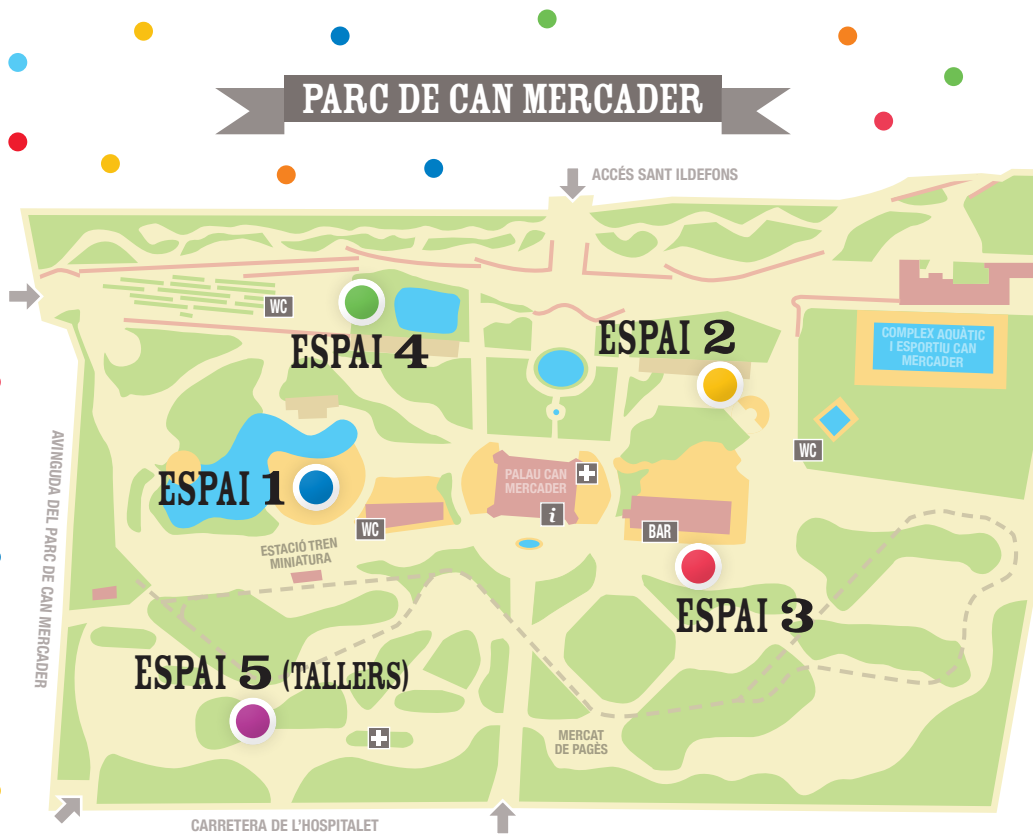 PARC DE CAN MERCADER
ACCÉS SANT ILDEFONS
WC
ESPAI 4
ESPAI 2
COMPLEX AQUÀTIC
I ESPORTIU CAN
MERCADER
AVINGUDA DEL PARC DE CAN MERCADER
ESPAI 1
PALAU CAN
MERCADER
i
WC
WC
BAR
ESTACIÓ TREN
MINIATURA
ESPAI 3
ESPAI 5 (TALLERS)
MERCAT
DE PAGÈS
CARRETERA DE L'HOSPITALET